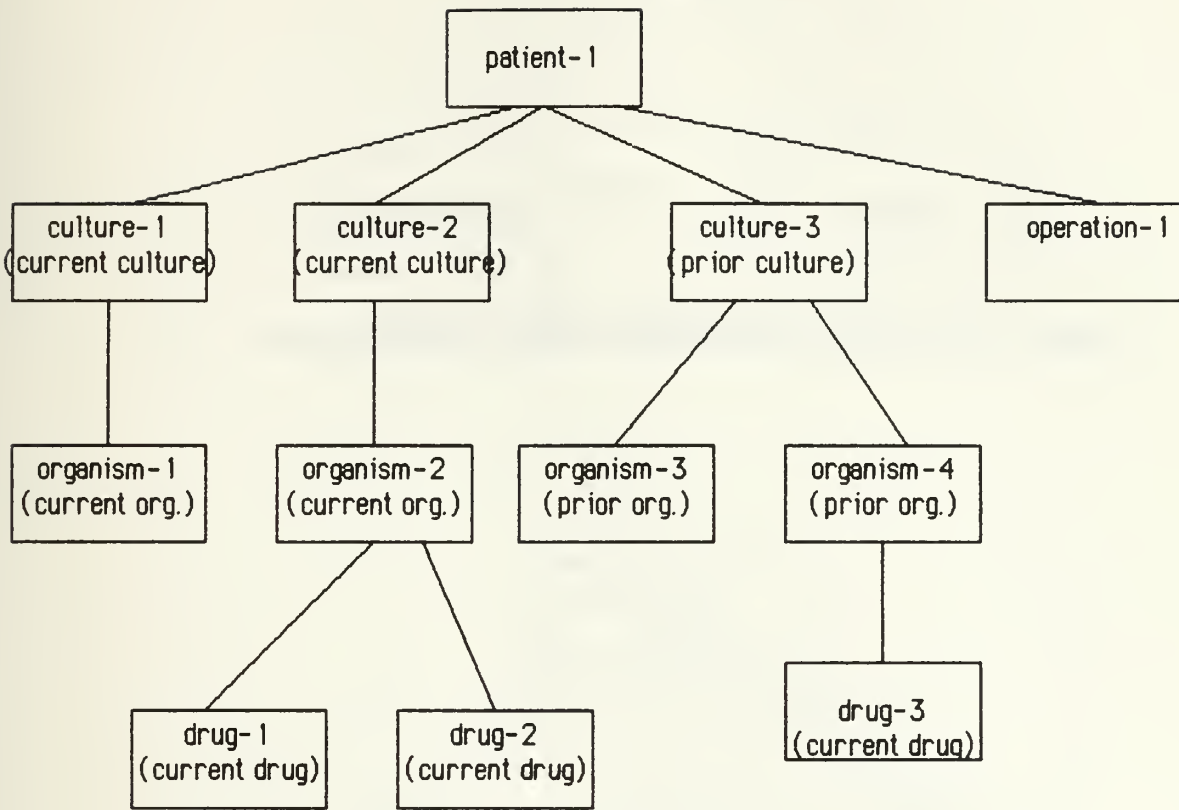 patient-1
culture-1
(current culture)
culture-2
(current culture)
culture-3
(prior culture)
operation-1
organism-1
(current org.)
organism-2
(current org.)
organism-3
(prior org.)
organism-4
(prior org.)
drug-1
(current drug)
drug-2
(current drug)
drug-3
(current drug)